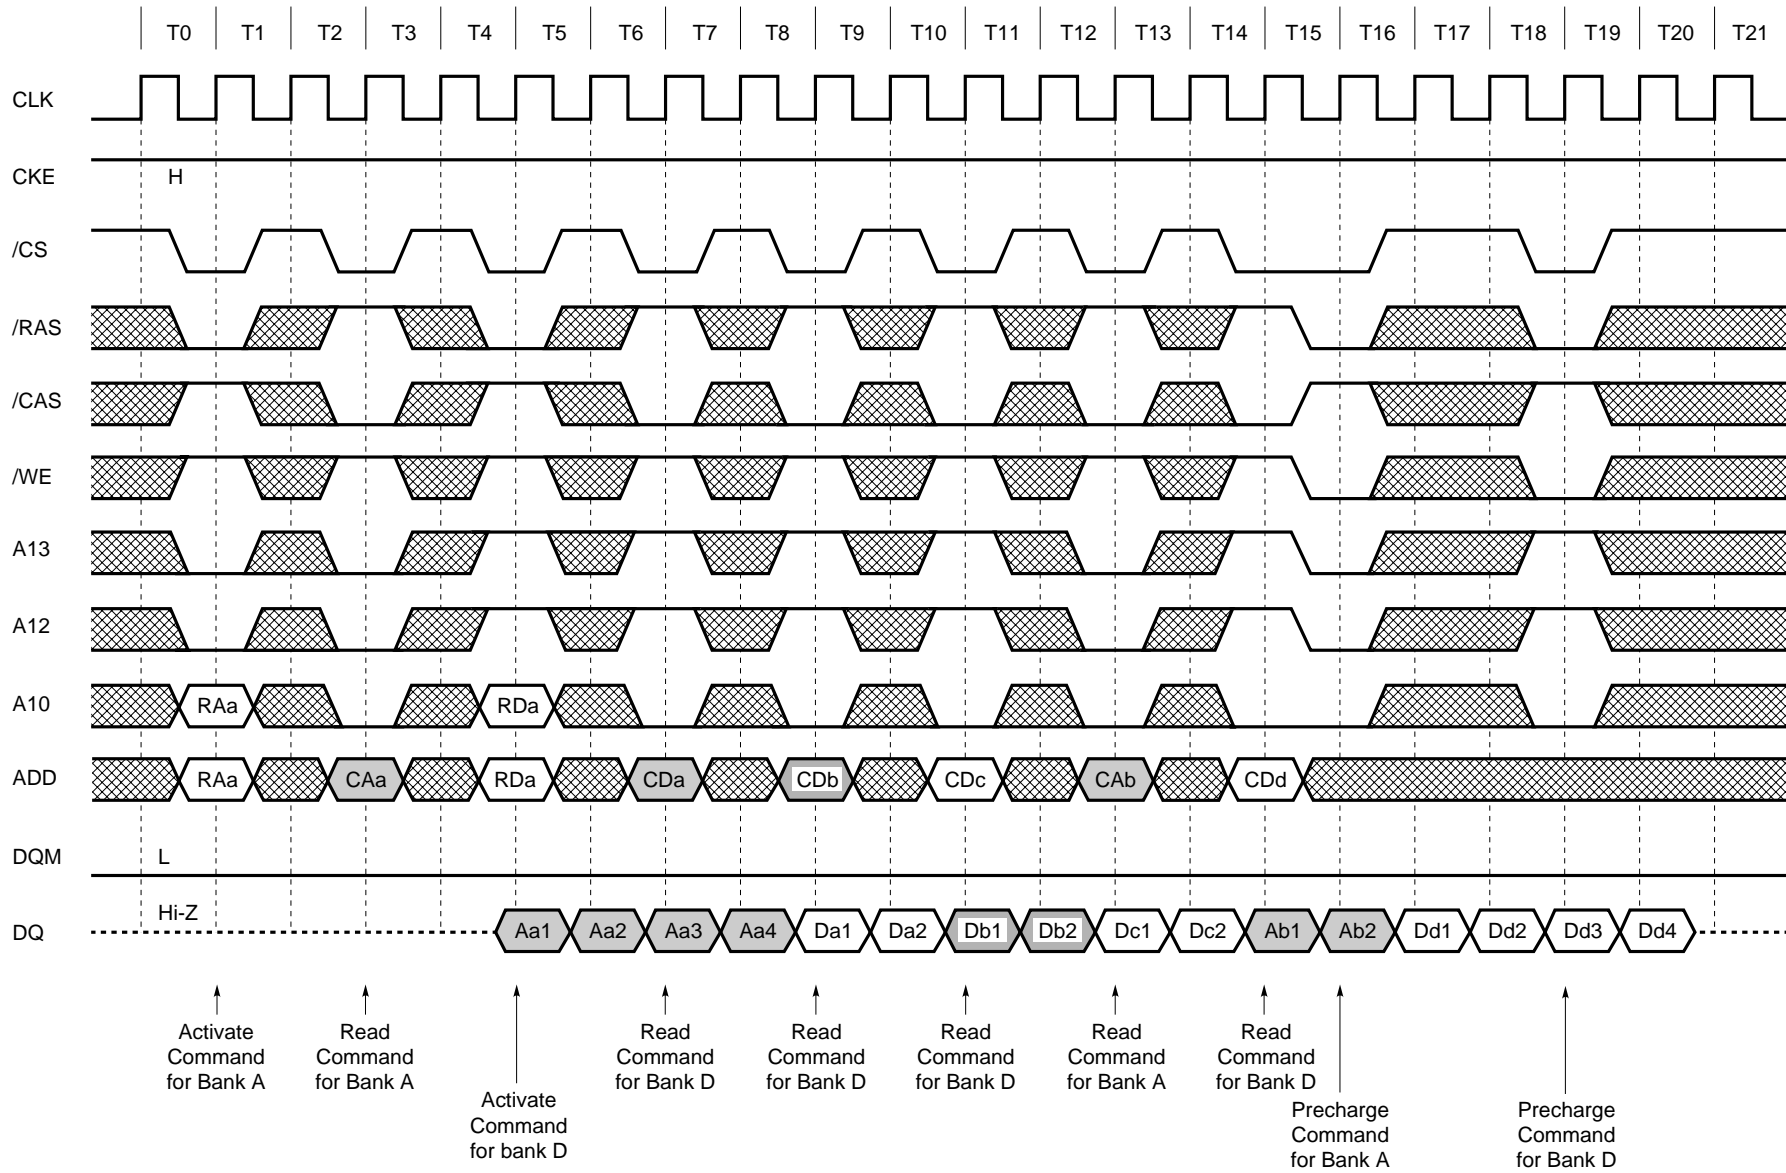 T0 T1 T2 T3 T4 T5 T6 T7 T8 T9 T10 T11 T12 T13 T14 T15 T16 T17 T18 T19 T20 T21
CLK
CKE H
/CS
/RAS
/CAS
/WE
A13
A12
A10 RAa RDa
ADD RAa CAa RDa CDa CDb CDc CAb CDd
DQM L
Hi-Z
DQ Aa1 Aa2 Aa3 Aa4 Da1 Da2 Db1 Db2 Dc1 Dc2 Ab1 Ab2 Dd1 Dd2 Dd3 Dd4
Activate
Command
for Bank A
Read
Command
for Bank A
Activate
Command
for bank D
Read
Command
for Bank D
Read
Command
for Bank D
Read
Command
for Bank D
Read
Command
for Bank A
Read
Command
for Bank D
Precharge
Command
for Bank A
Precharge
Command
for Bank D